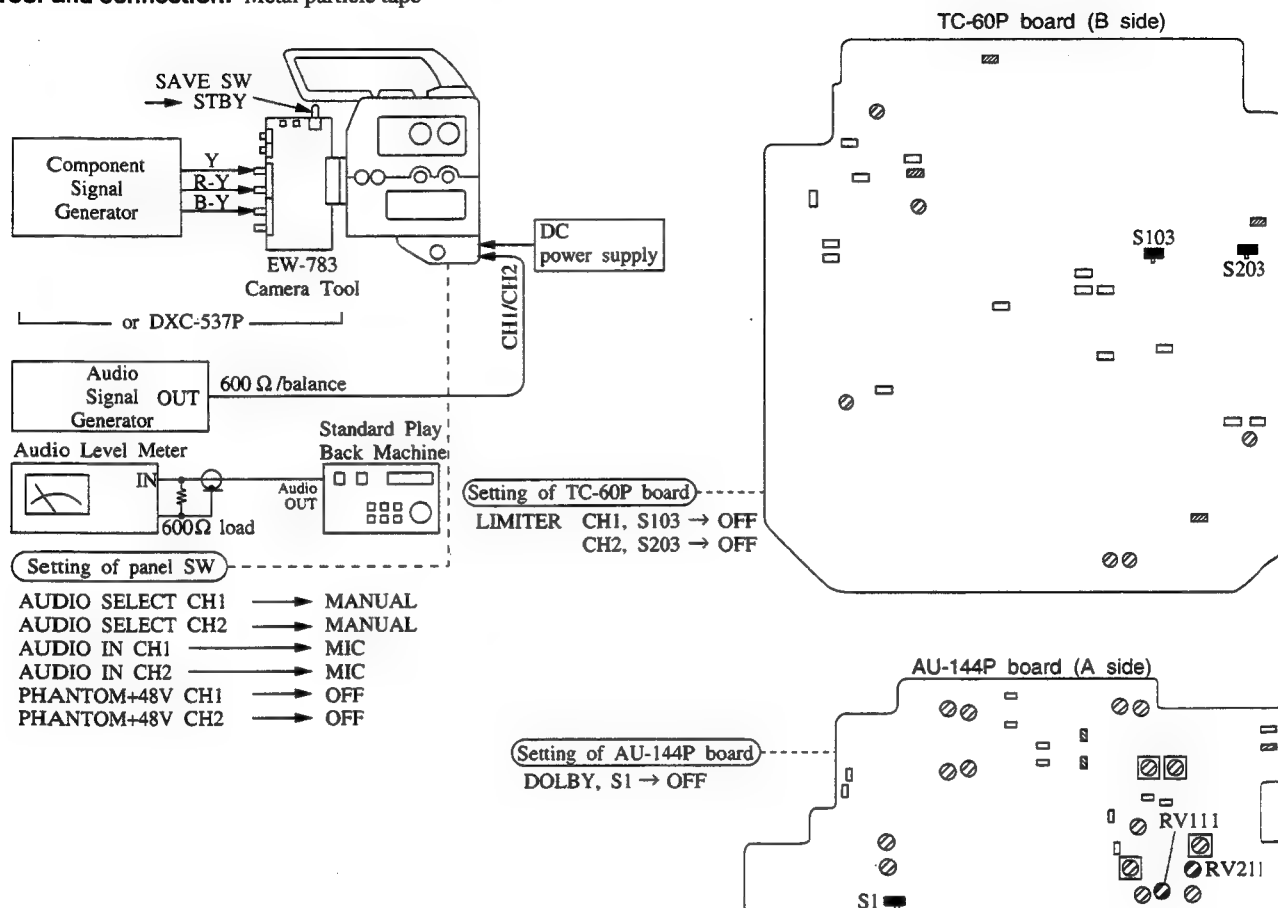 Tool and connection: Metal particle tape
TC-60P board (B side)
SAVE SW
→ STBY
Component
Signal
Generator
Y
R-Y
B-Y
EW-783
Camera Tool
or DXC-537P
DC
power supply
CH1/CH2
S103
S203
Audio
Signal
Generator
OUT
600 Ω /balance
Audio Level Meter
IN
600Ω load
Standard Play
Back Machine
Audio
OUT
Setting of TC-60P board
LIMITER CH1, S103 → OFF
CH2, S203 → OFF
Setting of panel SW
AUDIO SELECT CH1 → MANUAL
AUDIO SELECT CH2 → MANUAL
AUDIO IN CH1 → MIC
AUDIO IN CH2 → MIC
PHANTOM+48V CH1 → OFF
PHANTOM+48V CH2 → OFF
AU-144P board (A side)
Setting of AU-144P board
DOLBY, S1 → OFF
RV111
RV211
S1